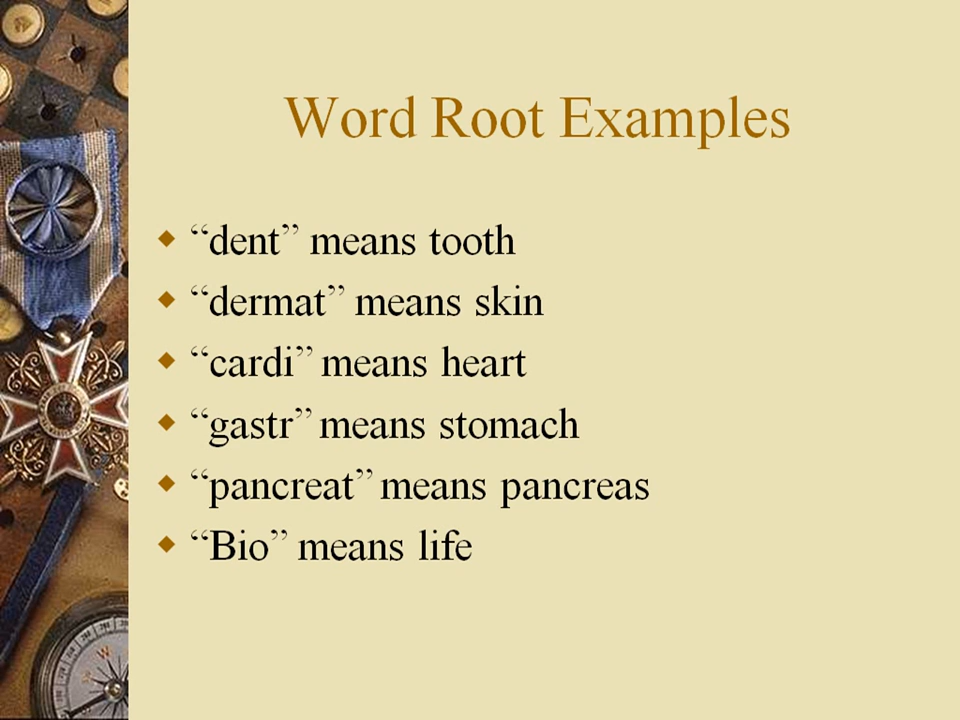 Word Root Examples
“dent” means tooth
“dermat” means skin
“cardi” means heart
“gastr” means stomach
“pancreat” means pancreas
“Bio” means life